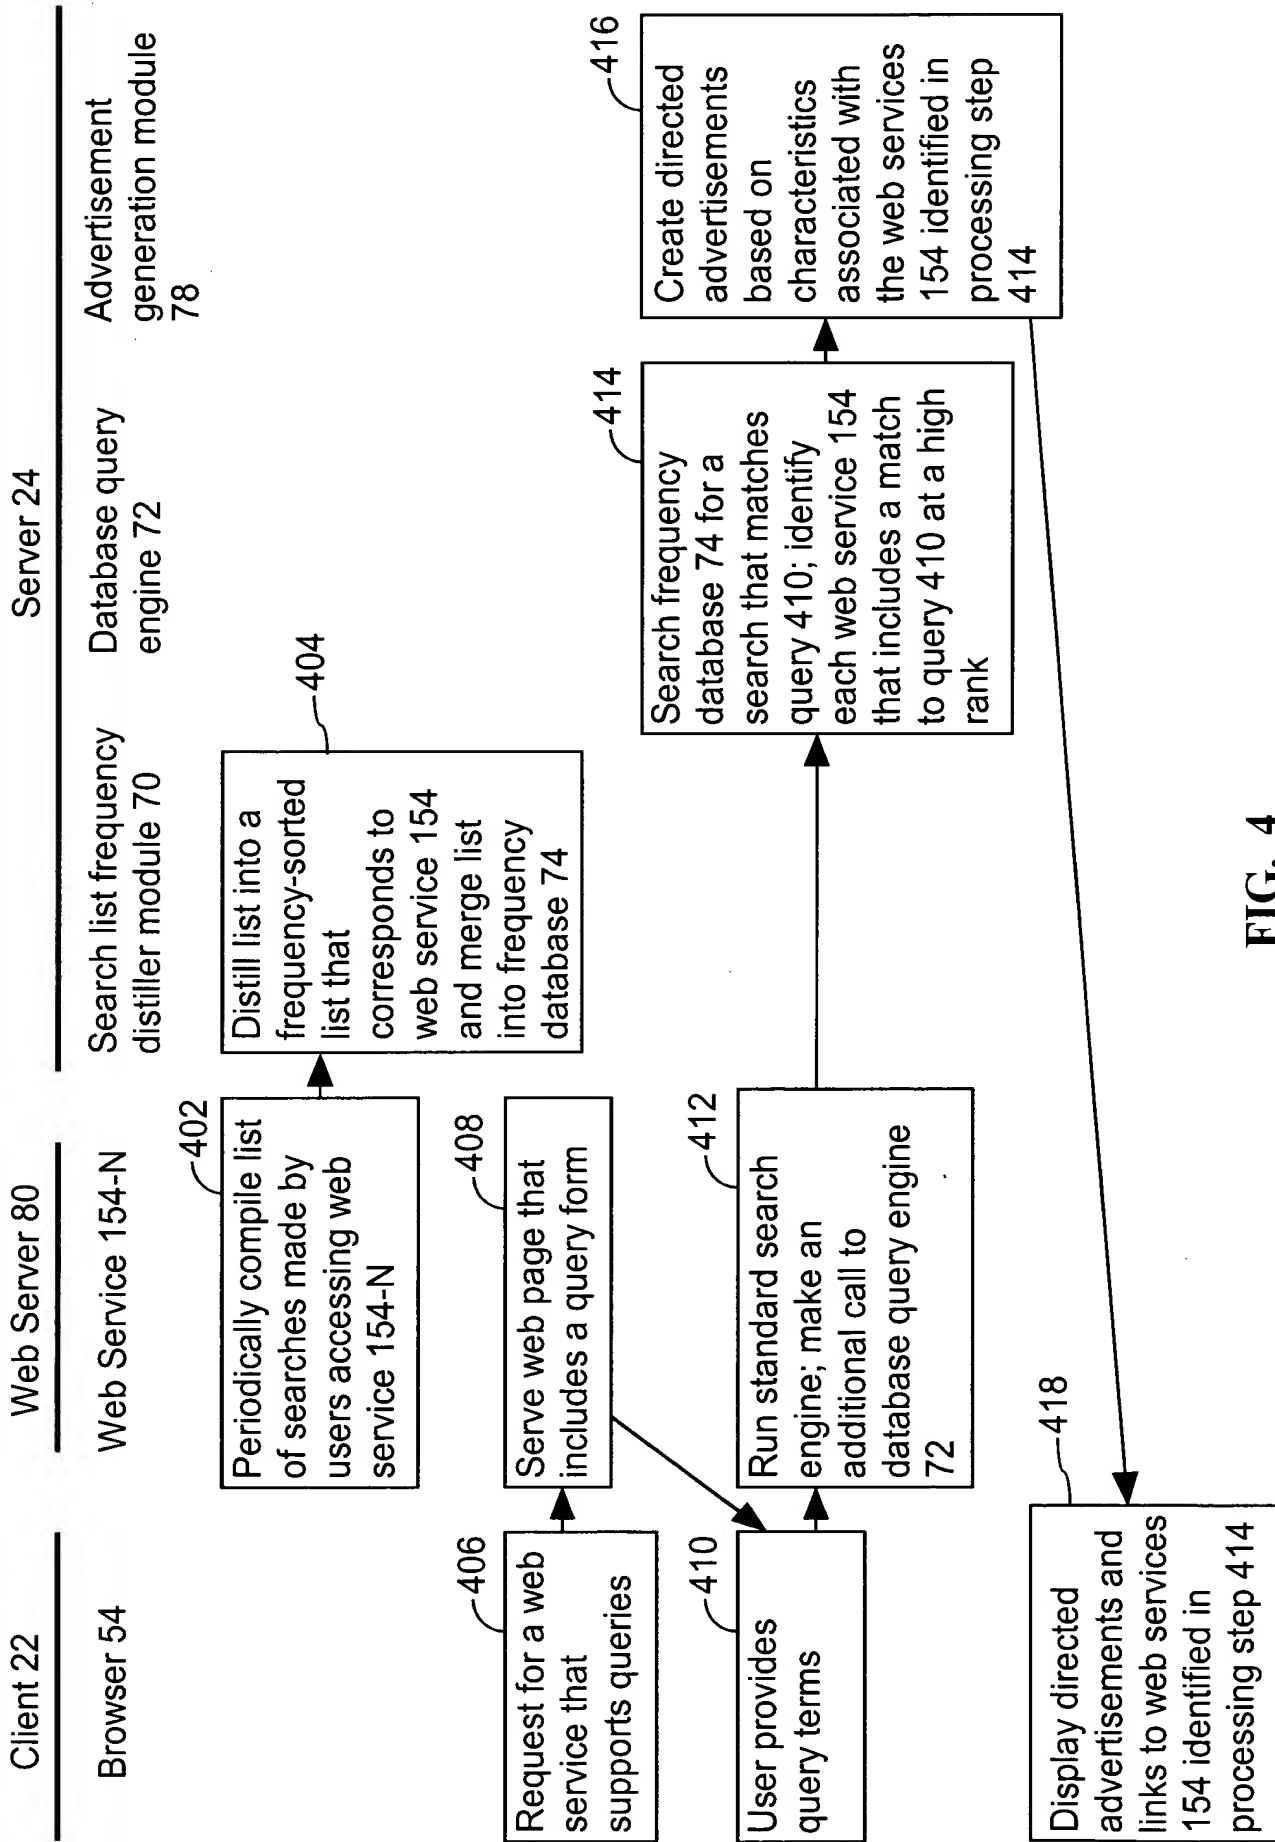 Client 22
Web Server 80
Server 24
Browser 54
Web Service 154-N
Search list frequency
distiller module 70
Database query
engine 72
Advertisement
generation module
78
402
Periodically compile list
of searches made by
users accessing web
service 154-N
404
Distill list into a
frequency-sorted
list that
corresponds to
web service 154
and merge list
into frequency
database 74
406
Request for a web
service that
supports queries
408
Serve web page that
includes a query form
410
User provides
query terms
412
Run standard search
engine; make an
additional call to
database query engine
72
414
Search frequency
database 74 for a
search that matches
query 410; identify
each web service 154
that includes a match
to query 410 at a high
rank
416
Create directed
advertisements
based on
characteristics
associated with
the web services
154 identified in
processing step
414
418
Display directed
advertisements and
links to web services
154 identified in
processing step 414
FIG. 4